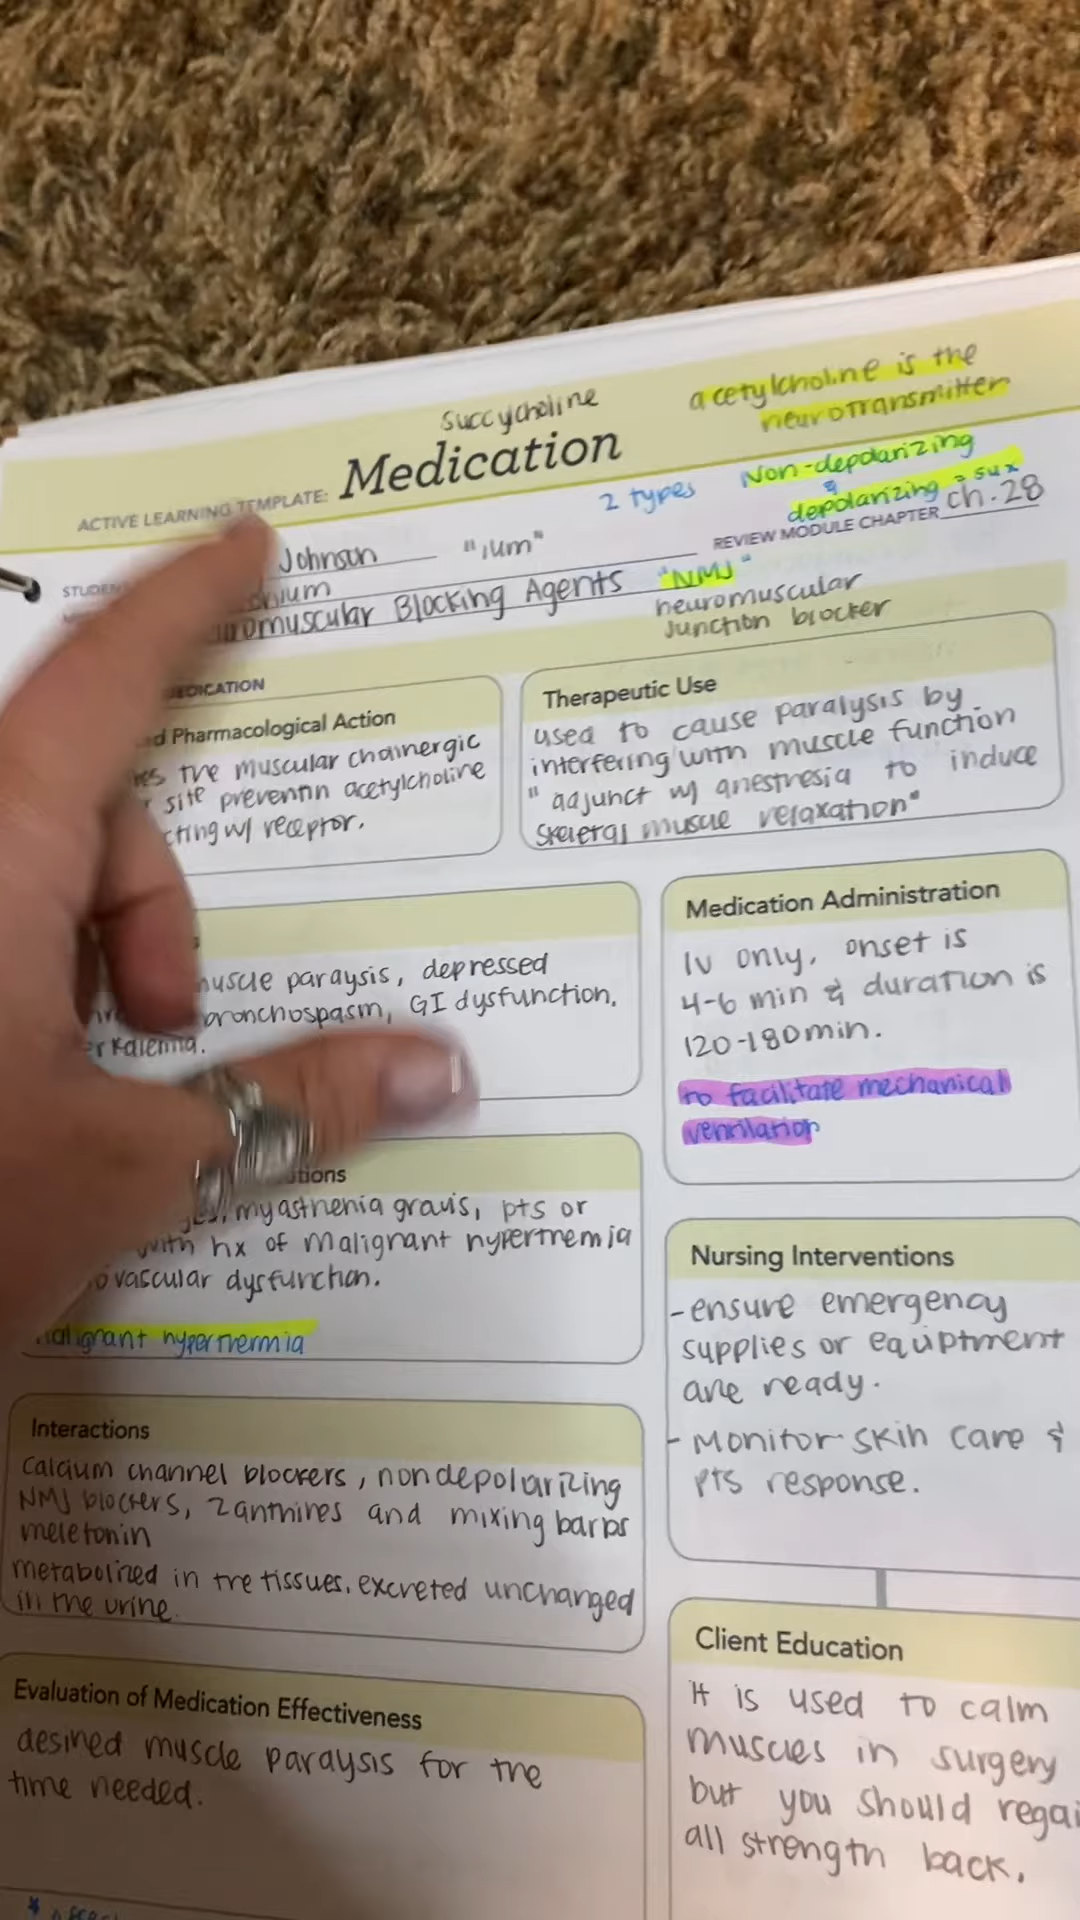 succycholine
acetylcholine is the
neurotransmitter
ACTIVE LEARNING TEMPLATE: Medication
2 types
Non-depolarizing
& depolarizing = sux
STUDENT
Johnson
"ium"
REVIEW MODULE CHAPTER ch. 28
Blocking Agents "NMJ"
neuromuscular
Junction blocker
Pharmacological Action
the muscular cholnergic
site preventin acetylcholine
w/ receptor.
Therapeutic Use
used to cause paralysis by
interfering with muscle function
" adjunct w/ anesthesia to induce
skeletal muscle relaxation"
muscle paraysis, depressed
bronchospasm, GI dysfunction.
Medication Administration
IV only, onset is
4-6 min & duration is
120-180min.
to facilitate mechanical
ventilation
myasthenia gravis, pts or
with hx of malignant hyperthemia
vascular dysfunction.
malignant hyperthermia
Nursing Interventions
- ensure emergency
supplies or equiptment
are ready.
- Monitor skin care &
pts response.
Interactions
calcium channel blockers, nondepolarizing
NMJ blockers, zanthires and mixing barbs
meletonin
metabolized in the tissues, excreted unchanged
in the urine.
Evaluation of Medication Effectiveness
desired muscle paraysis for the
time needed.
Client Education
it is used to calm
muscles in surgery
but you should
all strength back.